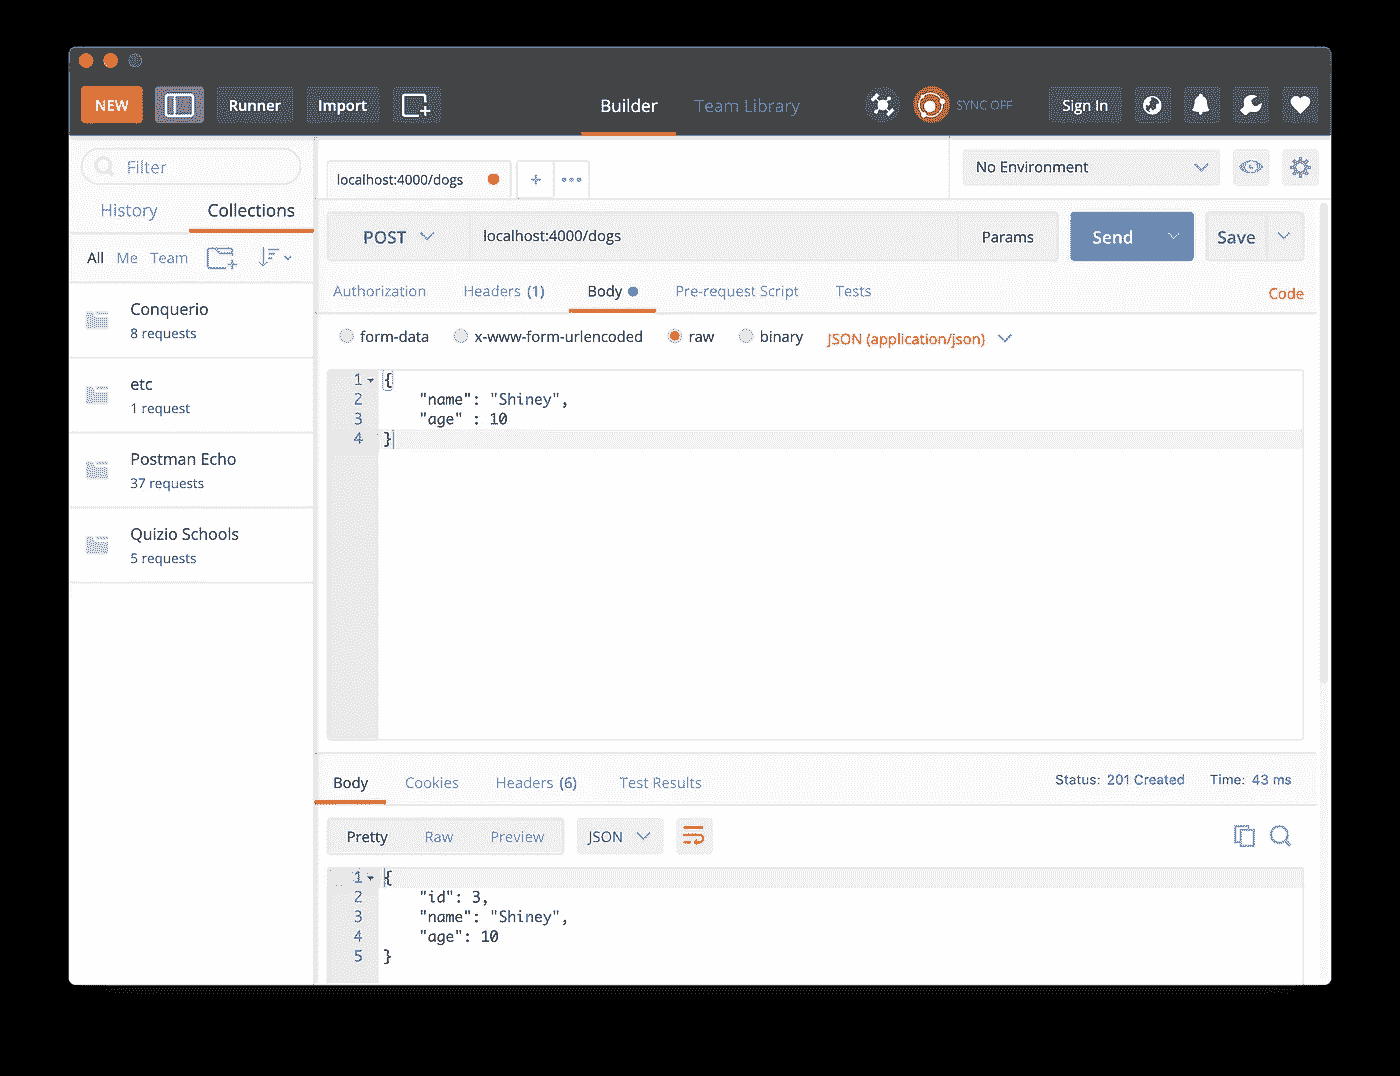 NEW Runner Import Builder Team Library SYNC OFF Sign In
Filter
History Collections
All Me Team
Conquerio
8 requests
etc
1 request
Postman Echo
37 requests
Quizio Schools
5 requests
localhost:4000/dogs + No Environment
POST localhost:4000/dogs Params Send Save
Authorization Headers (1) Body Pre-request Script Tests Code
form-data x-www-form-urlencoded raw binary JSON (application/json)
1 {
2 "name": "Shiney",
3 "age" : 10
4 }
Body Cookies Headers (6) Test Results Status: 201 Created Time: 43 ms
Pretty Raw Preview JSON
1 {
2 "id": 3,
3 "name": "Shiney",
4 "age": 10
5 }